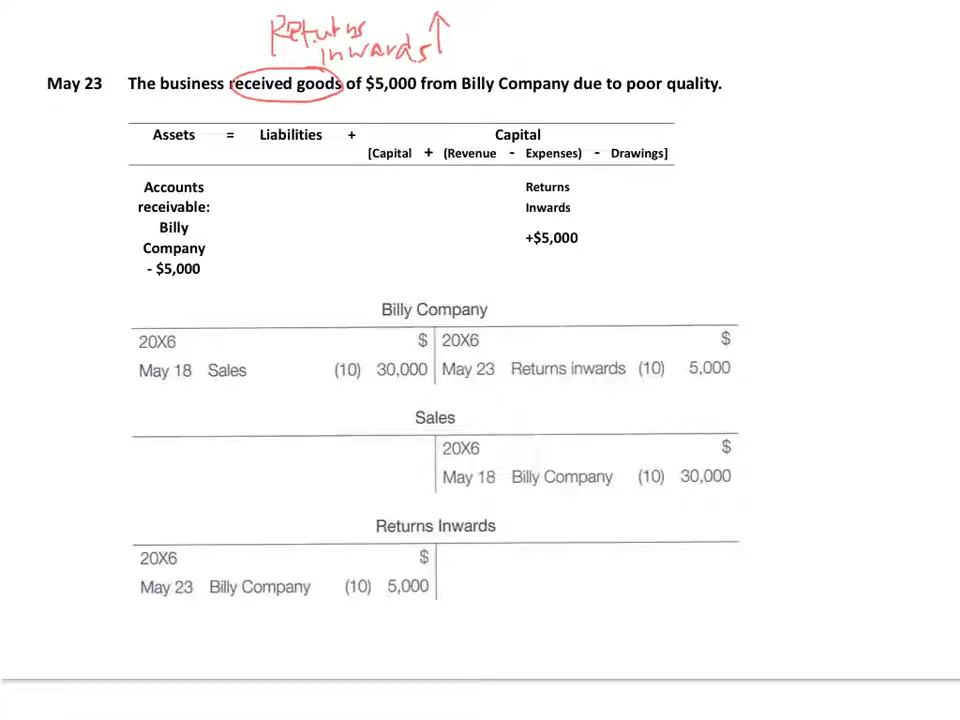 Returns
inwards ↑
May 23 The business received goods of $5,000 from Billy Company due to poor quality.
Assets = Liabilities + Capital
[Capital + (Revenue - Expenses) - Drawings]
Accounts Returns
receivable: Inwards
Billy
Company +$5,000
- $5,000
Billy Company
20X6 $ 20X6 $
May 18 Sales (10) 30,000 May 23 Returns inwards (10) 5,000
Sales
20X6 $
May 18 Billy Company (10) 30,000
Returns Inwards
20X6 $
May 23 Billy Company (10) 5,000